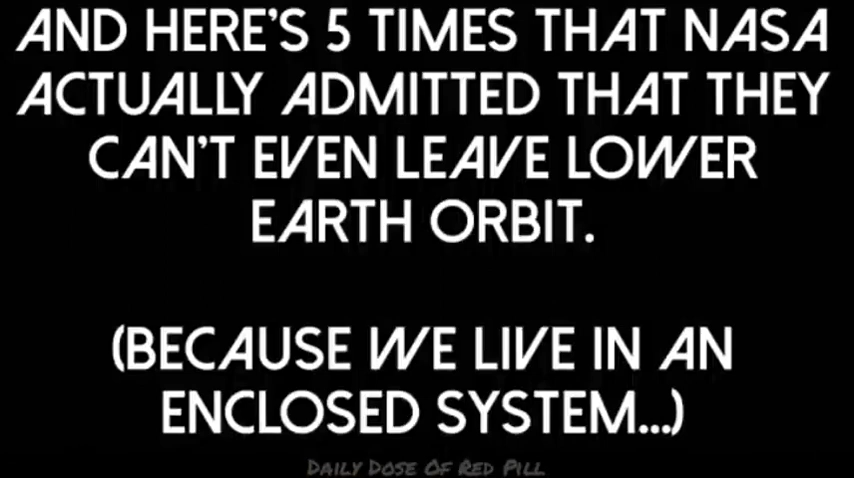 AND HERE'S 5 TIMES THAT NASA
ACTUALLY ADMITTED THAT THEY
CAN'T EVEN LEAVE LOWER
EARTH ORBIT.
(BECAUSE WE LIVE IN AN
ENCLOSED SYSTEM...)
DAILY DOSE OF RED PILL